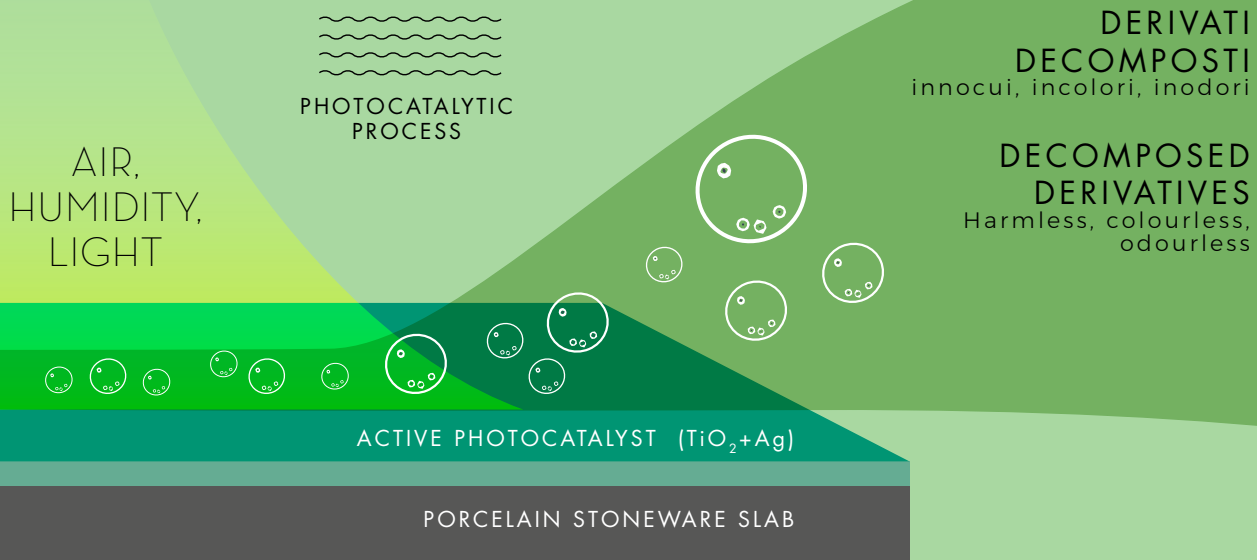 PHOTOCATALYTIC
PROCESS
AIR,
HUMIDITY,
LIGHT
DERIVATI
DECOMPOSTI
innocui, incolori, inodori
DECOMPOSED
DERIVATIVES
Harmless, colourless,
odourless
ACTIVE PHOTOCATALYST (TiO₂+Ag)
PORCELAIN STONEWARE SLAB